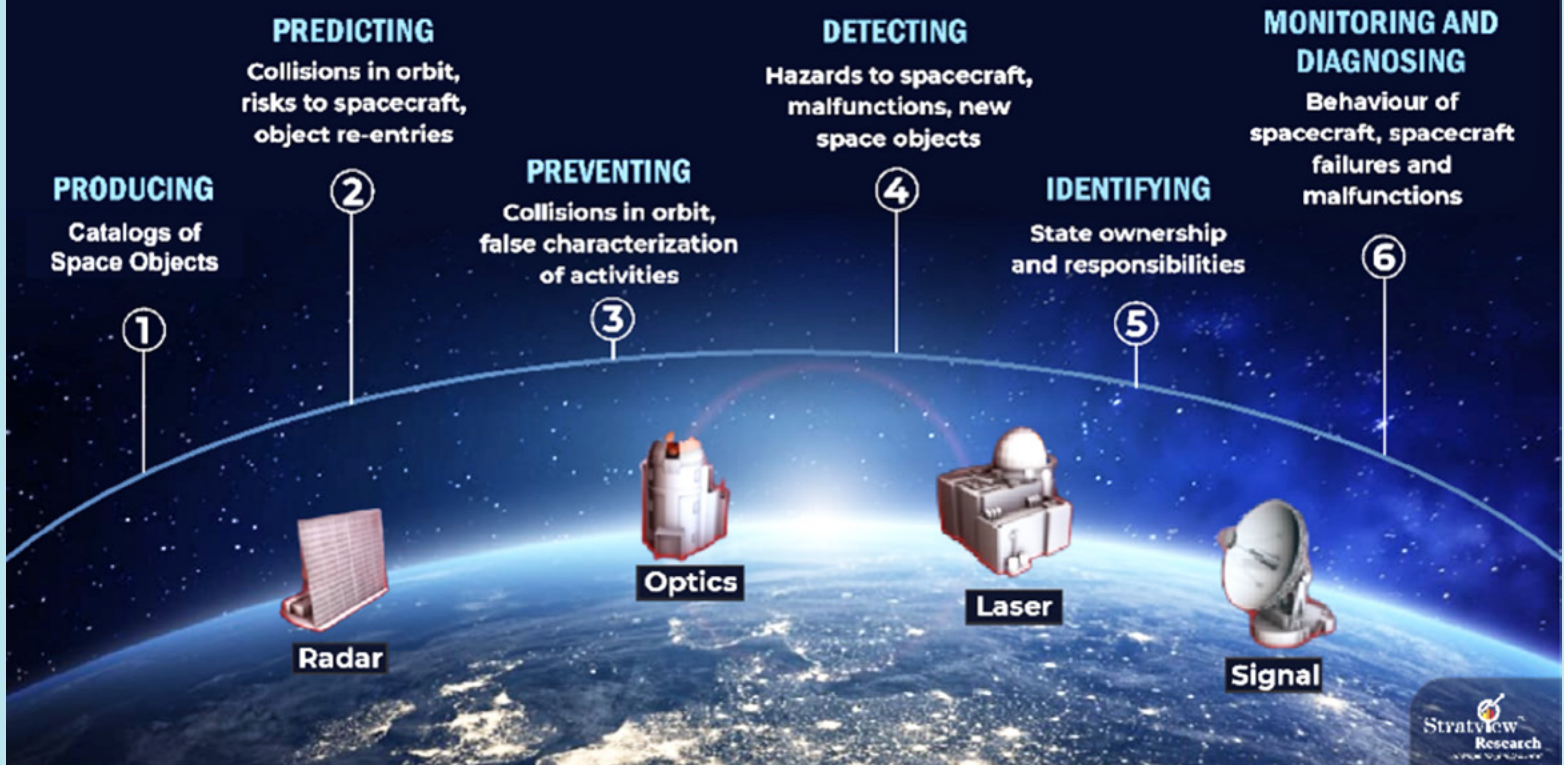 PRODUCING
Catalogs of
Space Objects
1
PREDICTING
Collisions in orbit,
risks to spacecraft,
object re-entries
2
PREVENTING
Collisions in orbit,
false characterization
of activities
3
DETECTING
Hazards to spacecraft,
malfunctions, new
space objects
4
IDENTIFYING
State ownership
and responsibilities
5
MONITORING AND
DIAGNOSING
Behaviour of
spacecraft, spacecraft
failures and
malfunctions
6
Radar
Optics
Laser
Signal
Stratview
Research